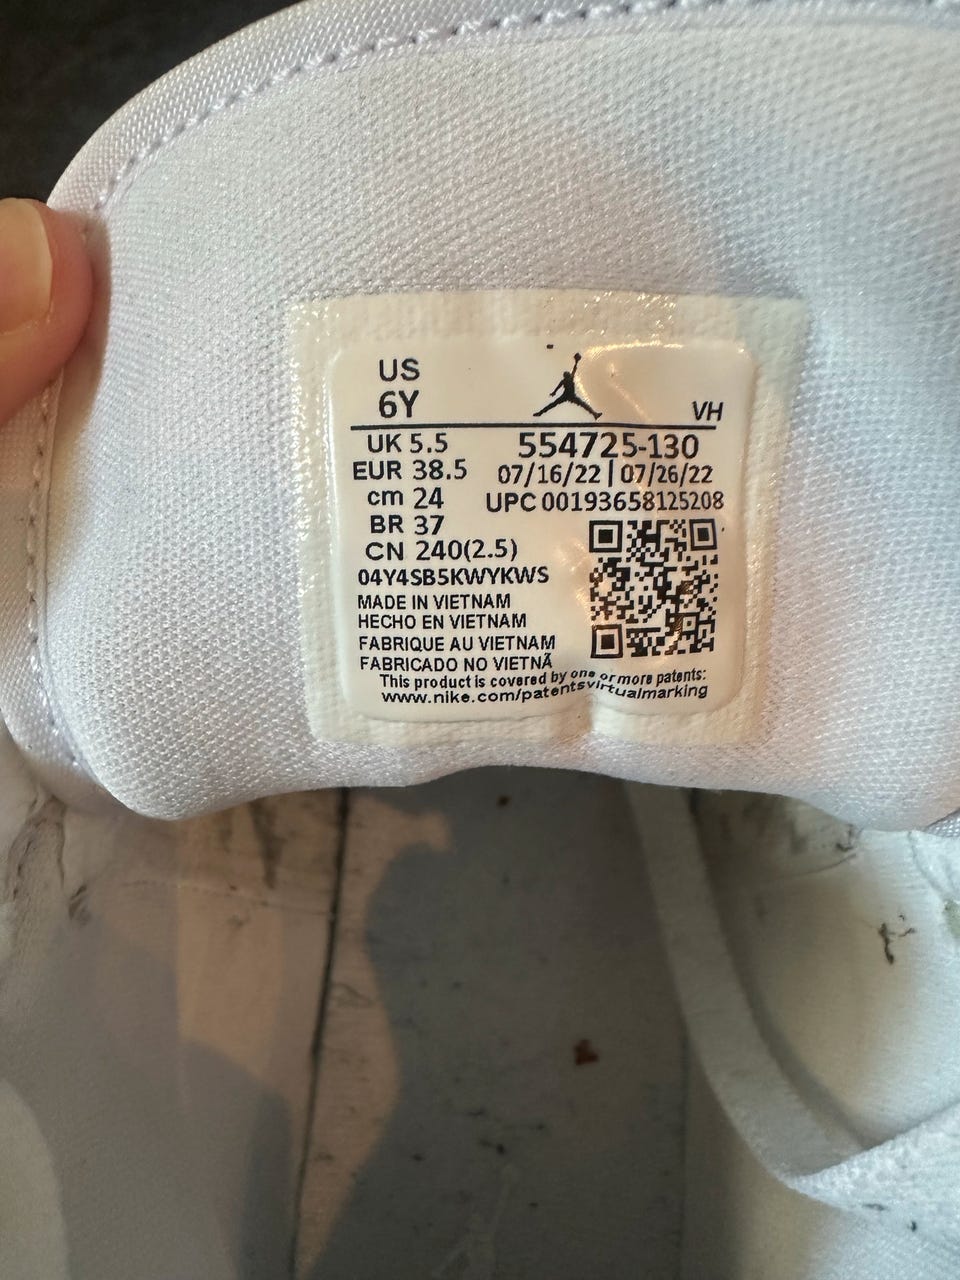 US
6Y
VH
UK 5.5
554725-130
EUR 38.5
07/16/22 | 07/26/22
cm 24
UPC 00193658125208
BR 37
CN 240(2.5)
04Y4SB5KWYKWS
MADE IN VIETNAM
HECHO EN VIETNAM
FABRIQUE AU VIETNAM
FABRICADO NO VIETNÃ
This product is covered by one or more patents:
www.nike.com/patentsvirtualmarking